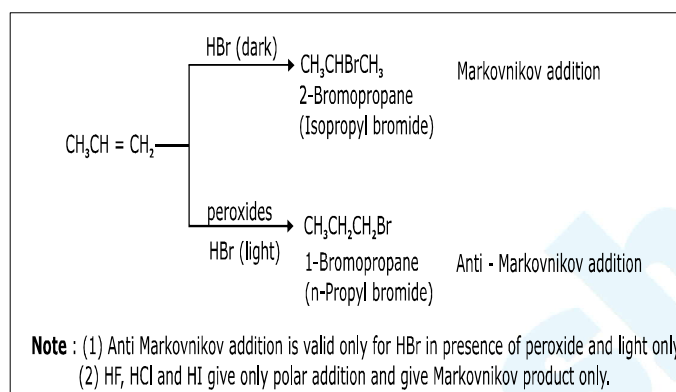 HBr (dark)
CH₃CHBrCH₃
Markovnikov addition
2-Bromopropane
(Isopropyl bromide)
CH₃CH = CH₂
peroxides
HBr (light)
CH₃CH₂CH₂Br
1-Bromopropane
Anti - Markovnikov addition
(n-Propyl bromide)
Note : (1) Anti Markovnikov addition is valid only for HBr in presence of peroxide and light only
(2) HF, HCl and HI give only polar addition and give Markovnikov product only.